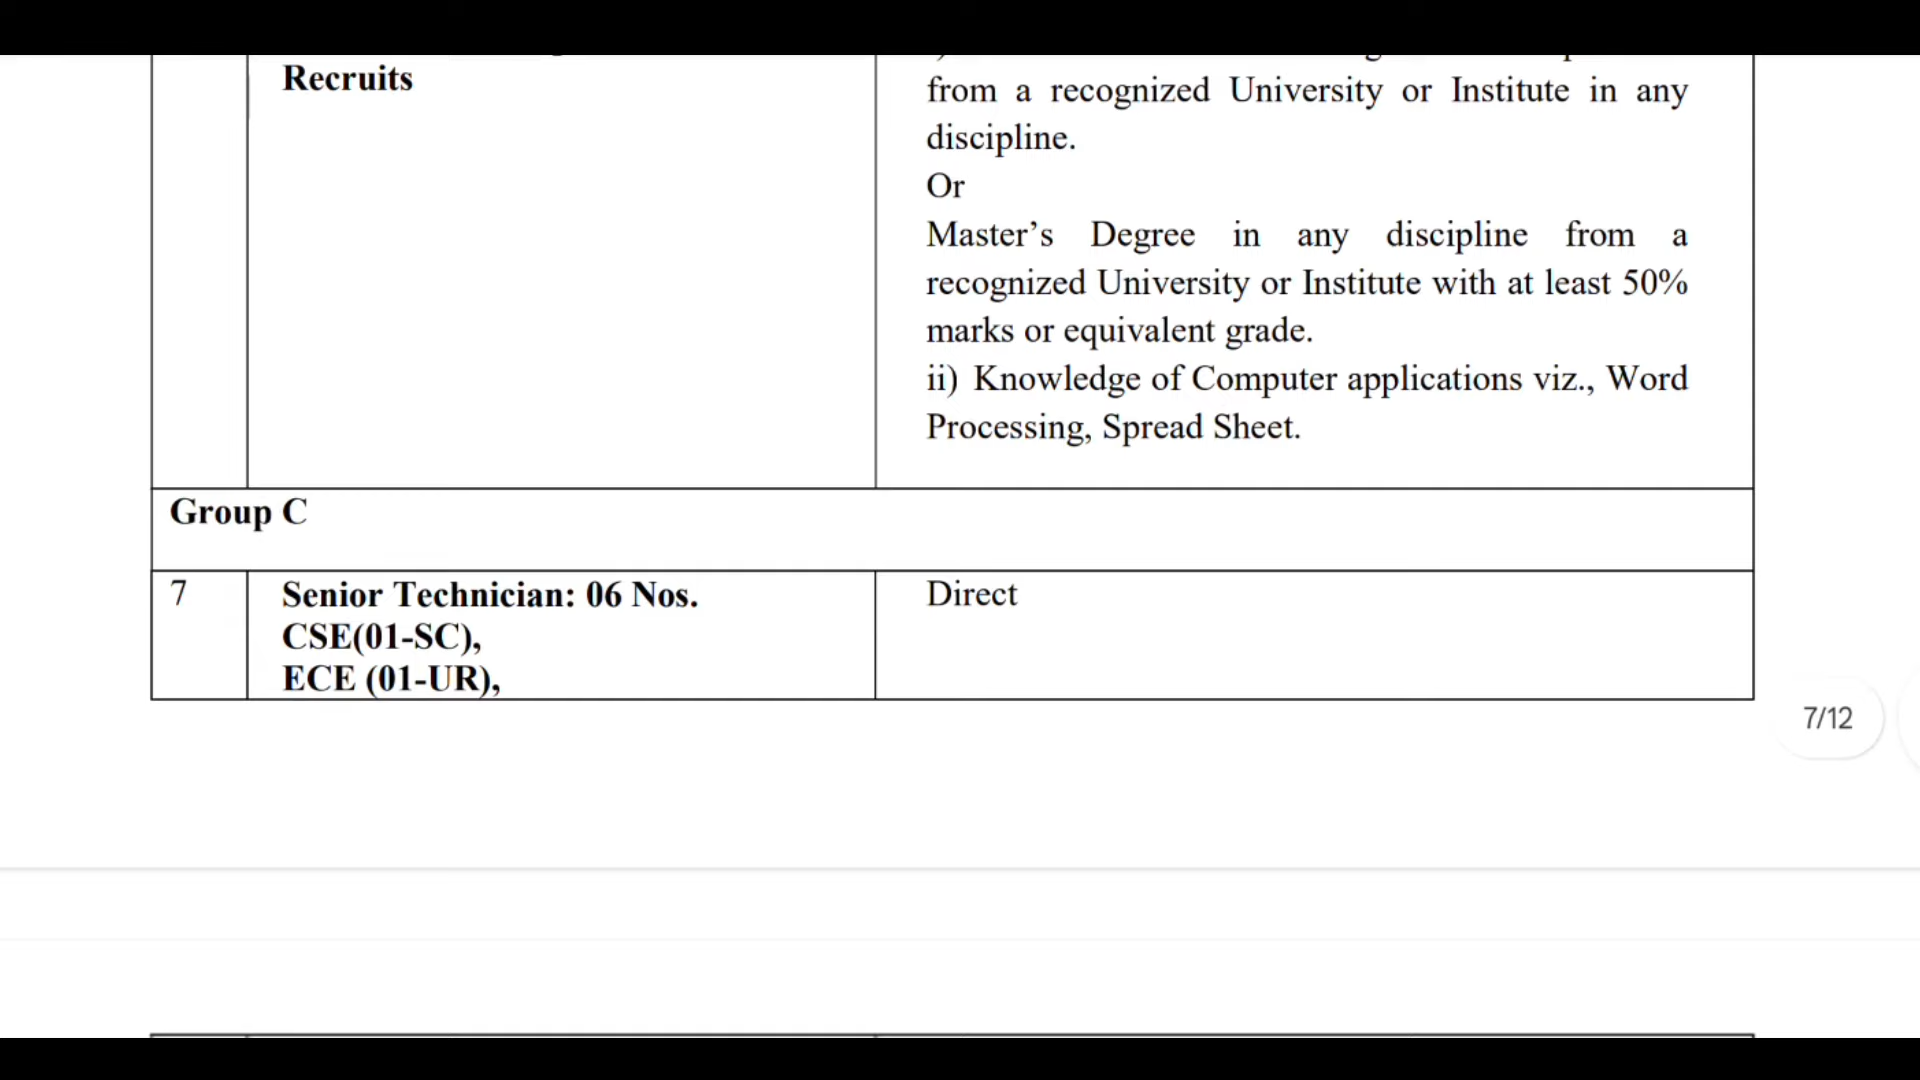 Recruits
from a recognized University or Institute in any
discipline.
Or
Master’s Degree in any discipline from a
recognized University or Institute with at least 50%
marks or equivalent grade.
ii) Knowledge of Computer applications viz., Word
Processing, Spread Sheet.
Group C
7
Senior Technician: 06 Nos.
CSE(01-SC),
ECE (01-UR),
Direct
7/12